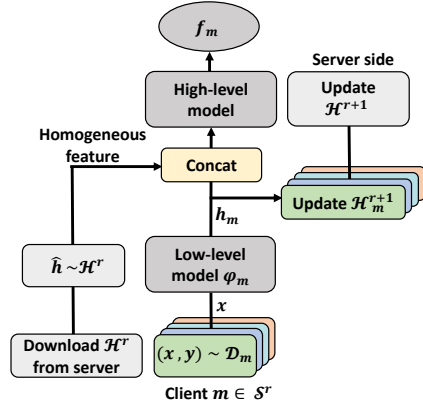 f_m
Server side
High-level
model
Update
ℋ^{r+1}
Homogeneous
feature
Concat
Update ℋ_m^{r+1}
h_m
ĥ ~ ℋ^r
Low-level
model φ_m
x
Download ℋ^r
from server
(x, y) ~ 𝒟_m
Client m ∈ 𝒮^r